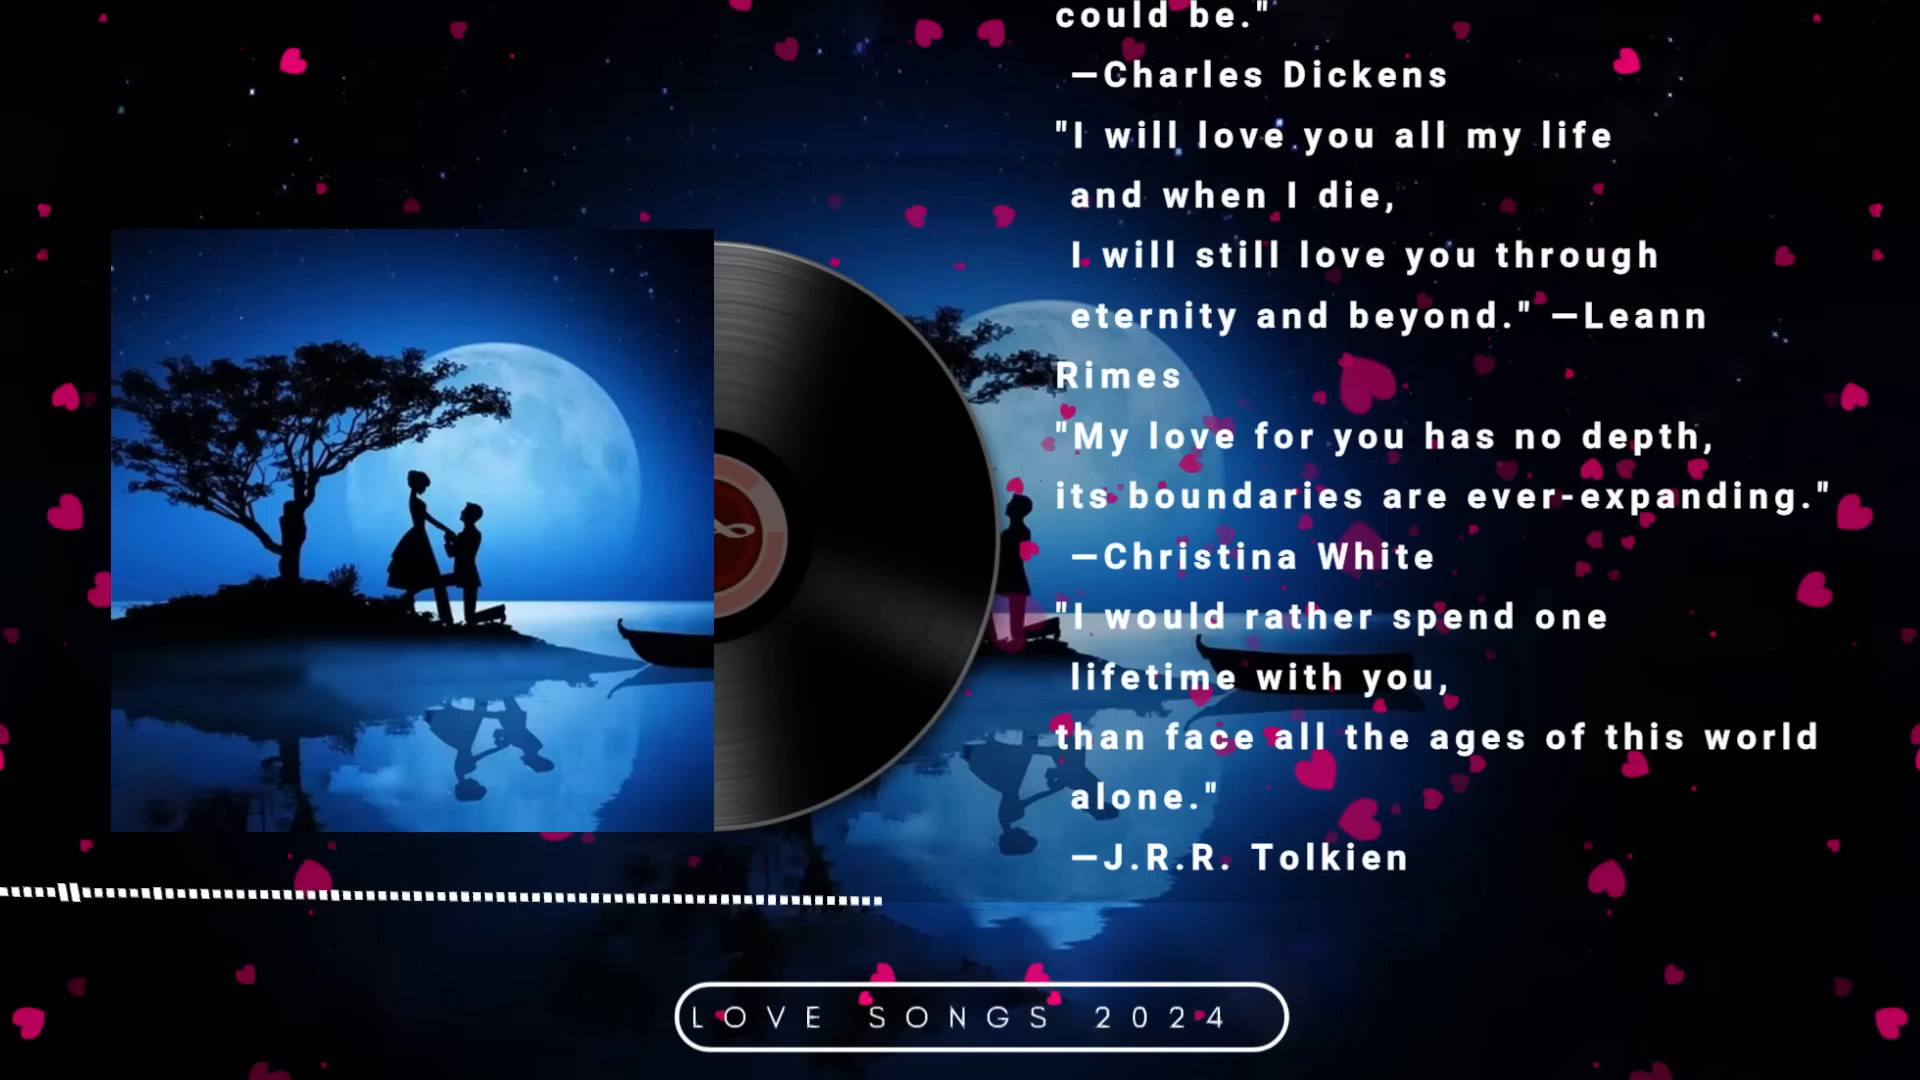 could be."
—Charles Dickens
"I will love you all my life
and when I die,
I will still love you through
eternity and beyond." —Leann
Rimes
"My love for you has no depth,
its boundaries are ever-expanding."
—Christina White
"I would rather spend one
lifetime with you,
than face all the ages of this world
alone."
—J.R.R. Tolkien
LOVE SONGS 2024